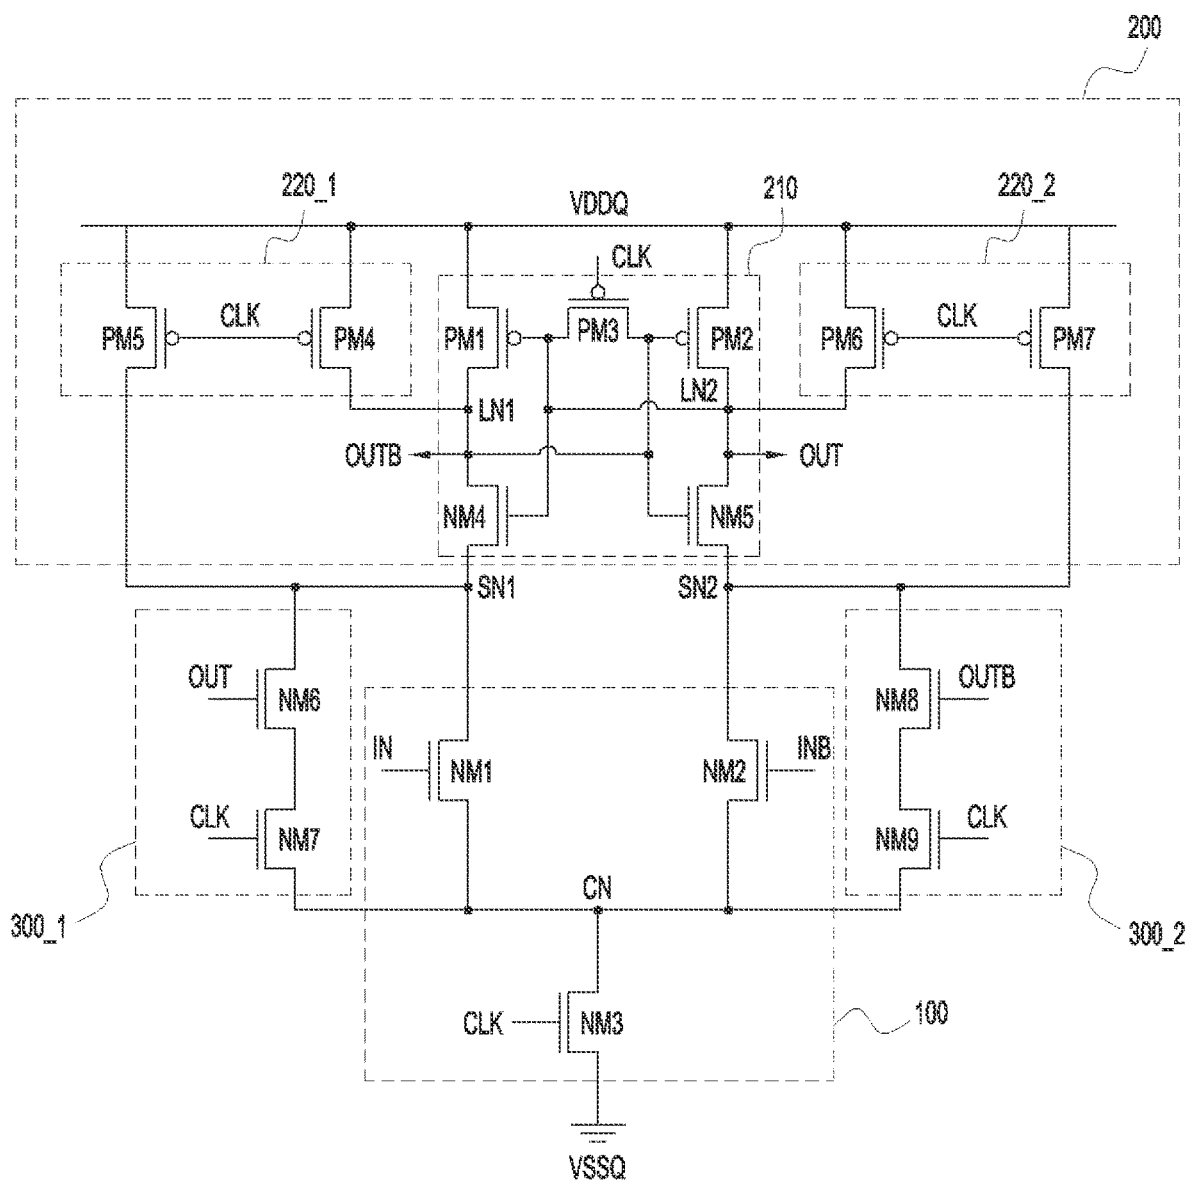 200
220_1
VDDQ
210
220_2
CLK
PM5
CLK
PM4
PM1
PM3
PM2
PM6
CLK
PM7
LN1
LN2
OUTB
OUT
NM4
NM5
SN1
SN2
OUT
NM6
NM8
OUTB
IN
NM1
NM2
INB
CLK
NM7
NM9
CLK
CN
300_1
300_2
CLK
NM3
100
VSSQ